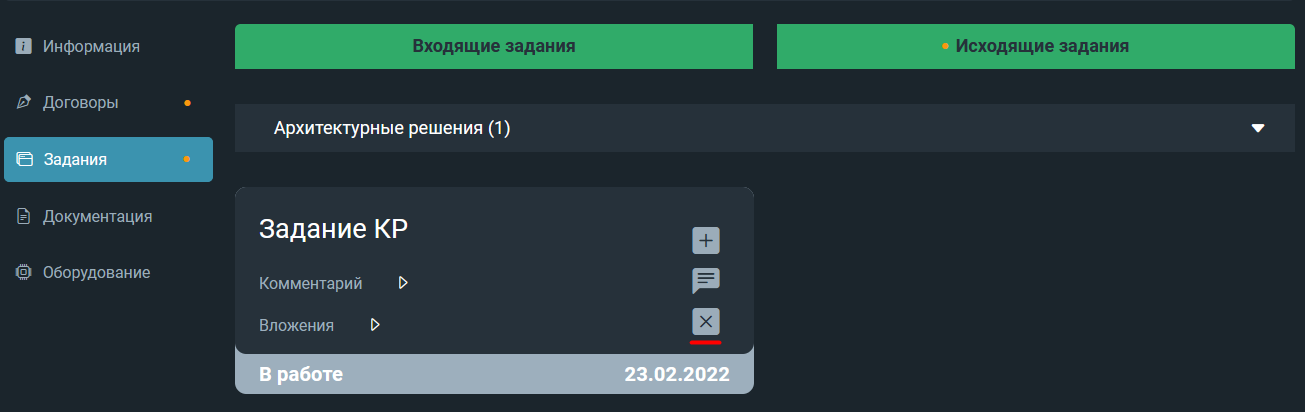 Информация
Договоры
Задания
Документация
Оборудование
Входящие задания
Исходящие задания
Архитектурные решения (1)
Задание КР
Комментарий
Вложения
В работе 23.02.2022